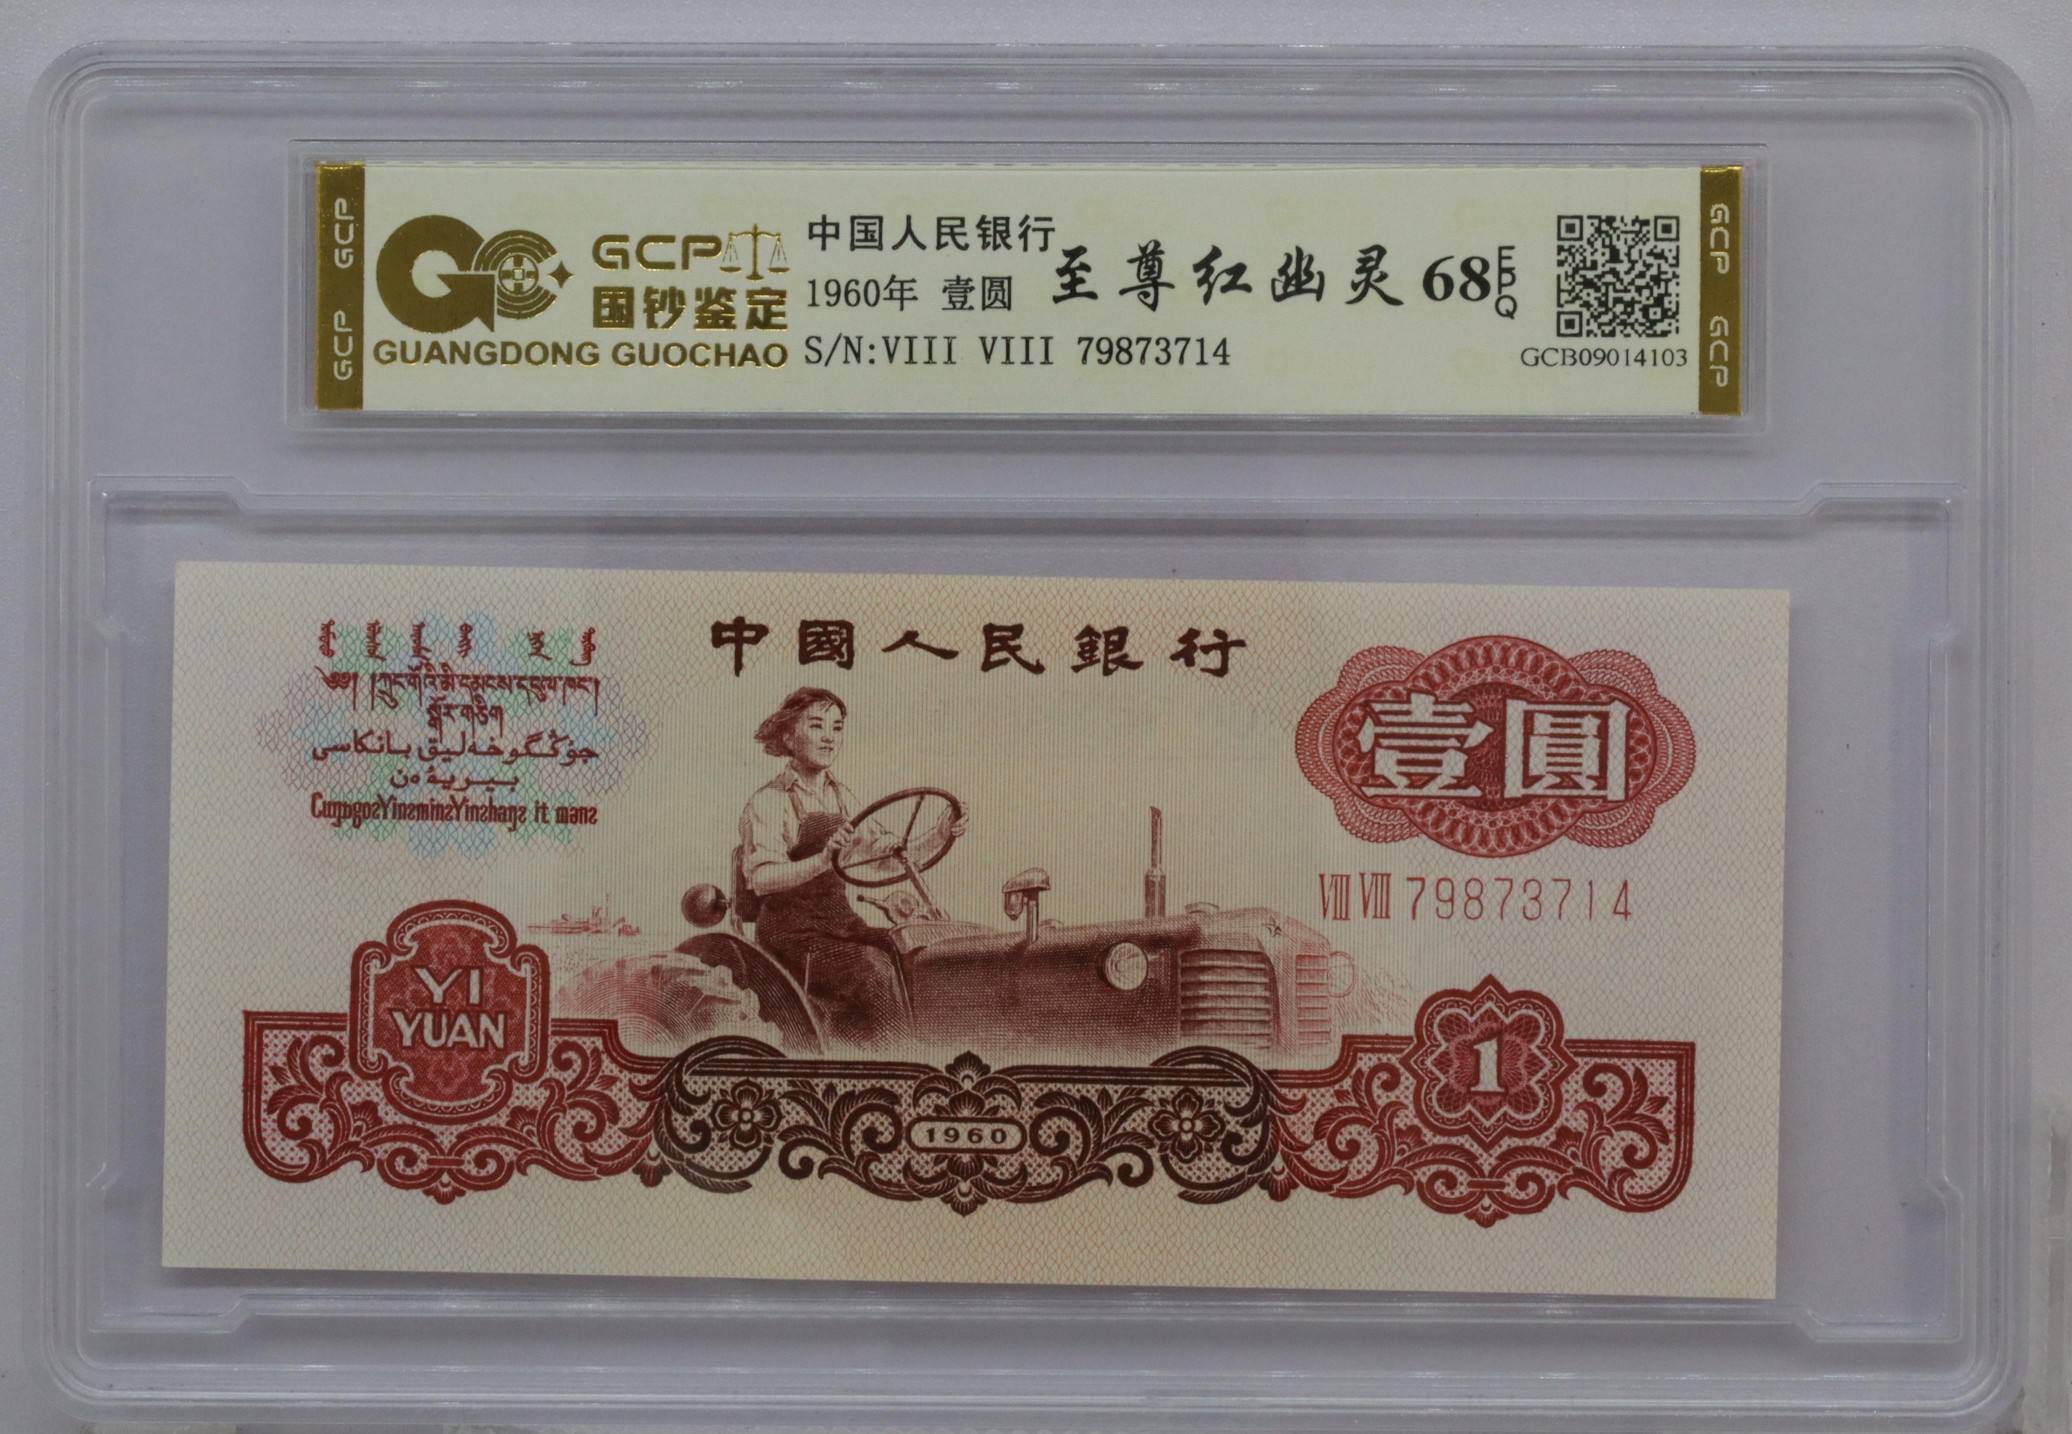 GCP
GCP
GCP
国钞鉴定
GUANGDONG GUOCHAO
中国人民银行
1960年 壹圆
S/N:VIII VIII 79873714
至尊红幽灵 68 EPQ
GCB09014103
GCP
GCP
中國人民銀行
壹圓
VIII VIII 79873714
YI
YUAN
1960
1